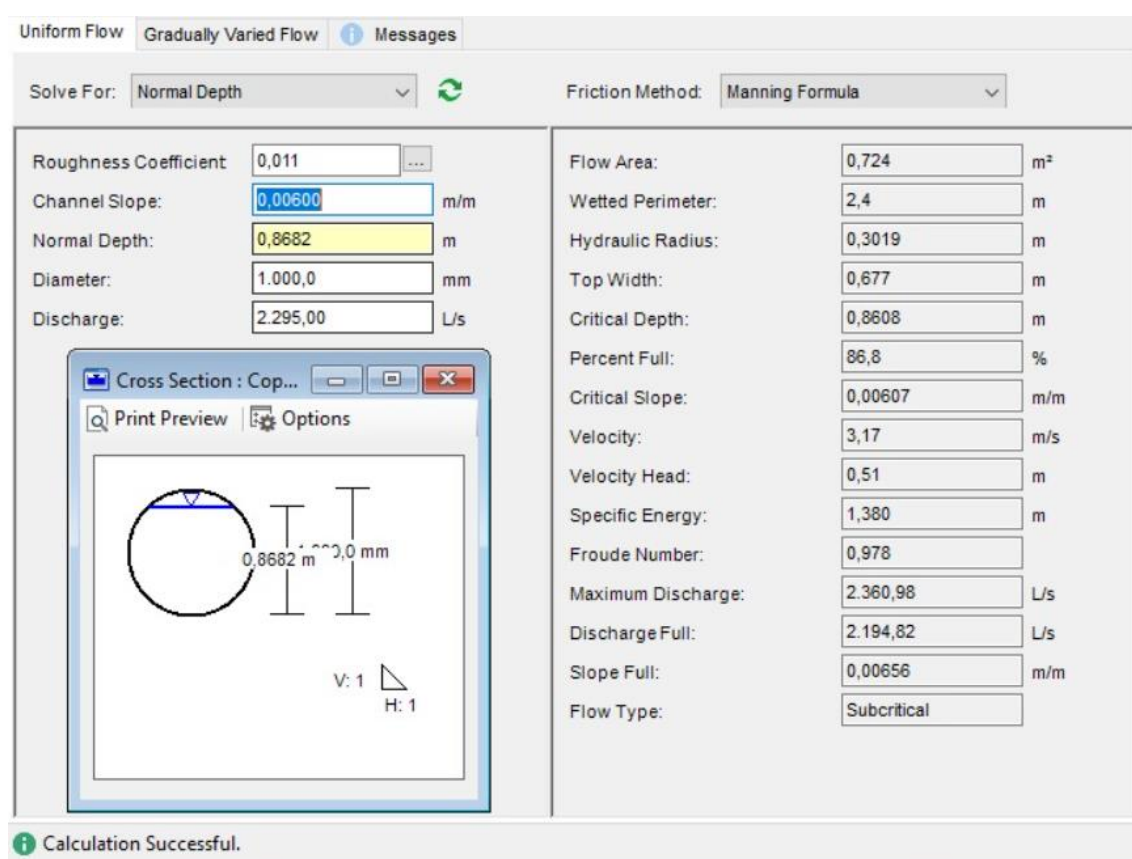 Uniform Flow Gradually Varied Flow Messages
Solve For: Normal Depth Friction Method: Manning Formula
Roughness Coefficient 0,011 ...
Channel Slope: 0,00600 m/m
Normal Depth: 0,8682 m
Diameter: 1.000,0 mm
Discharge: 2.295,00 L/s
Cross Section : Cop...
Print Preview Options
0,8682 m mm
V: 1
H: 1
Flow Area: 0,724 m²
Wetted Perimeter: 2,4 m
Hydraulic Radius: 0,3019 m
Top Width: 0,677 m
Critical Depth: 0,8608 m
Percent Full: 86,8 %
Critical Slope: 0,00607 m/m
Velocity: 3,17 m/s
Velocity Head: 0,51 m
Specific Energy: 1,380 m
Froude Number: 0,978
Maximum Discharge: 2.360,98 L/s
Discharge Full: 2.194,82 L/s
Slope Full: 0,00656 m/m
Flow Type: Subcritical
Calculation Successful.